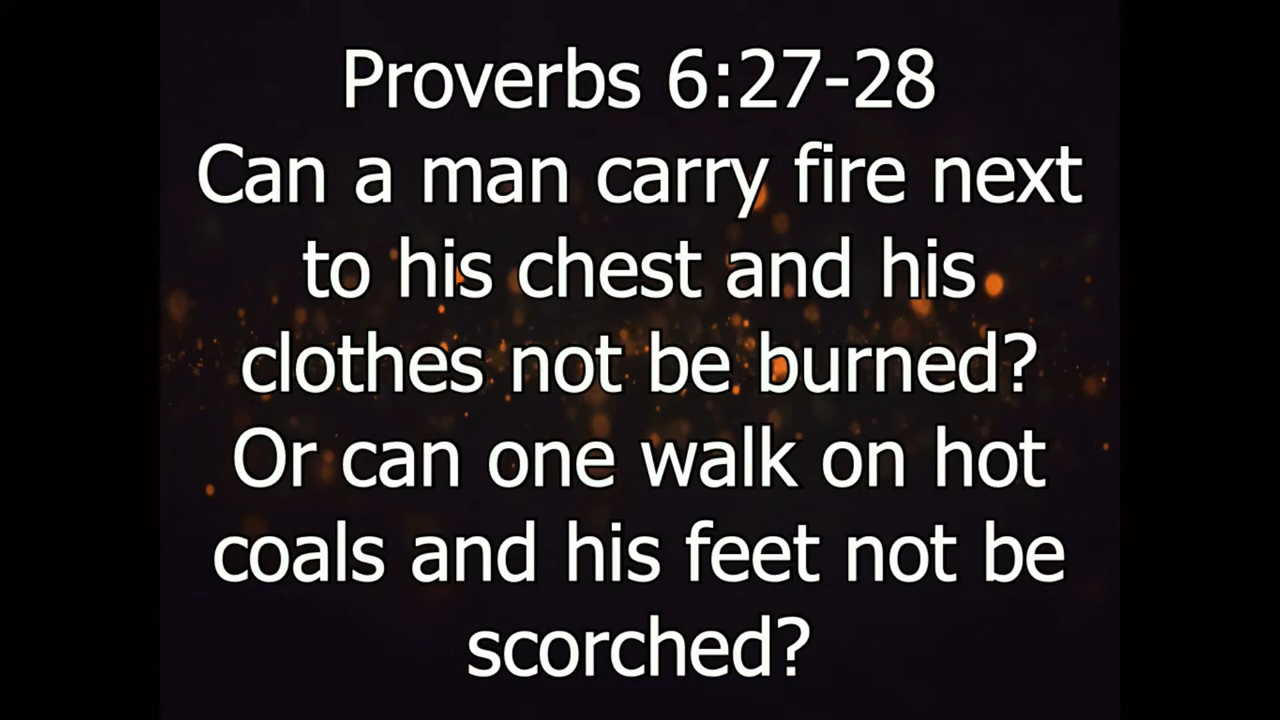 Proverbs 6:27-28
Can a man carry fire next
to his chest and his
clothes not be burned?
Or can one walk on hot
coals and his feet not be
scorched?